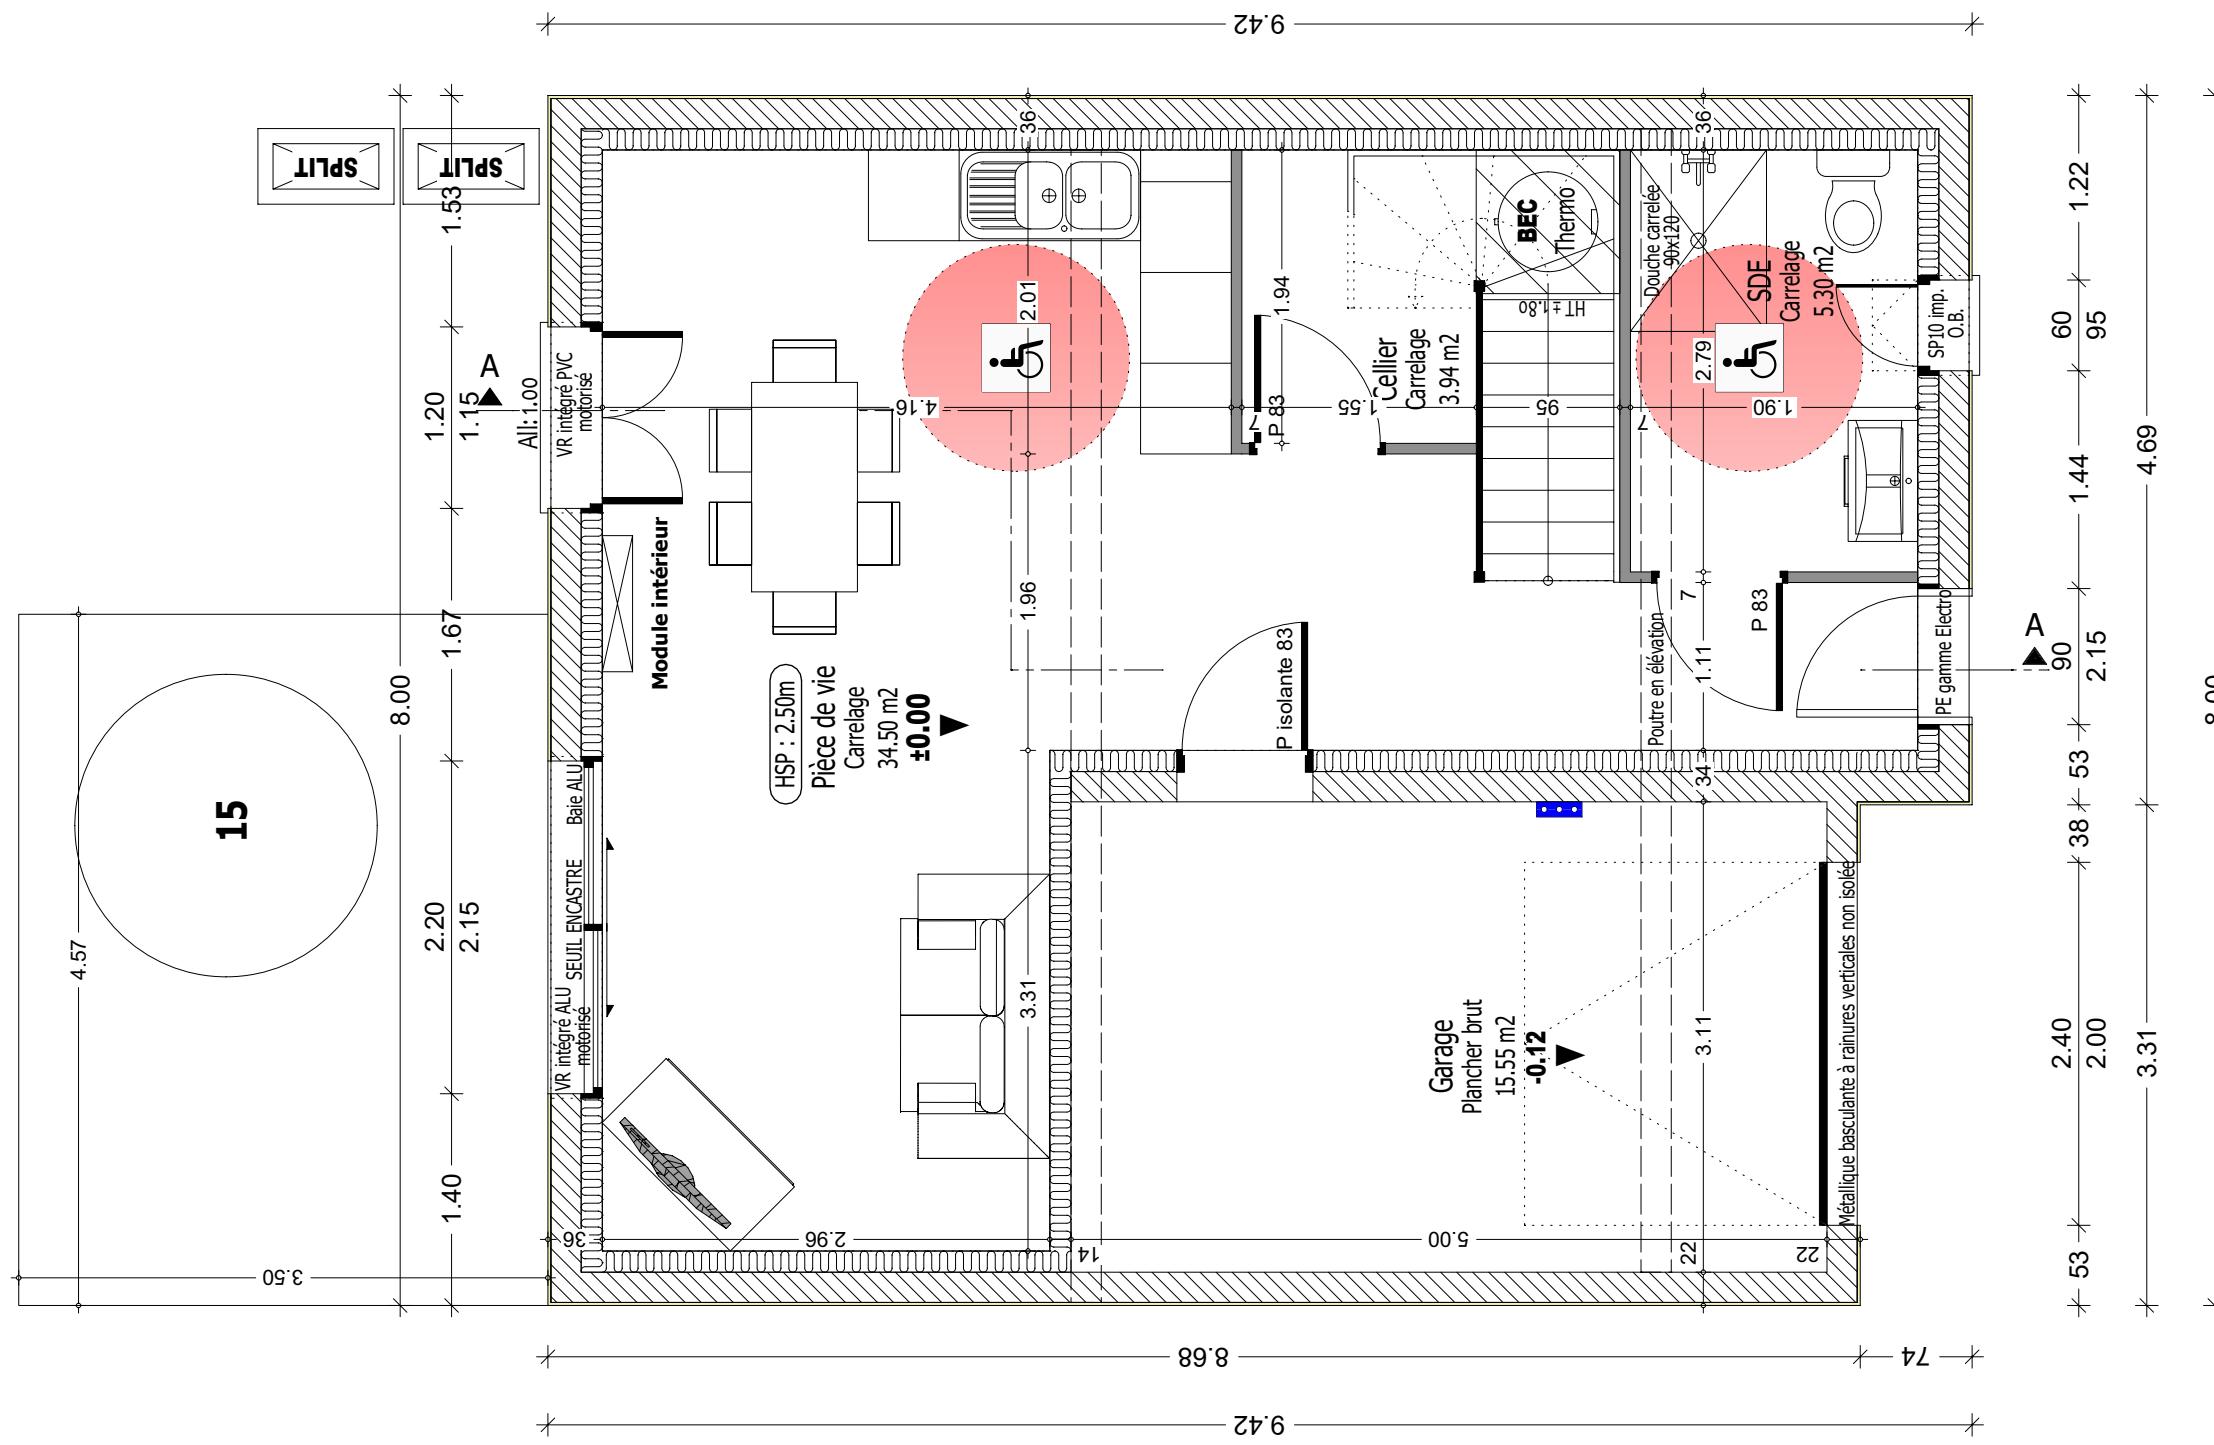 9.42
SPLIT
SPLIT
1.53
1.20
1.15
1.67
8.00
2.20
2.15
1.40
4.57
3.50
15
A
All: 1.00
VR intégré PVC
motorisé
Module intérieur
Baie ALU
SEUIL ENCASTRE
VR intégré ALU
motorisé
HSP : 2.50m
Pièce de vie
Carrelage
34.50 m2
±0.00
36
2.01
4.16
1.96
3.31
36
2.96
14
7
P 83
1.94
1.55
Cellier
Carrelage
3.94 m2
BEC
Thermo
HT ± 1.80
95
7
36
Douche carrelée
90x120
SDE
Carrelage
5.30 m2
2.79
1.90
SP10 imp.
O.B.
7
P 83
1.11
Poutre en élévation
PE gamme Electro
P isolante 83
34
Garage
Plancher brut
15.55 m2
-0.12
3.11
5.00
22
22
Métallique basculante à rainures verticales non isolée
A
1.22
60
95
1.44
90
2.15
53
38
2.40
2.00
53
4.69
3.31
8.00
8.68
74
9.42